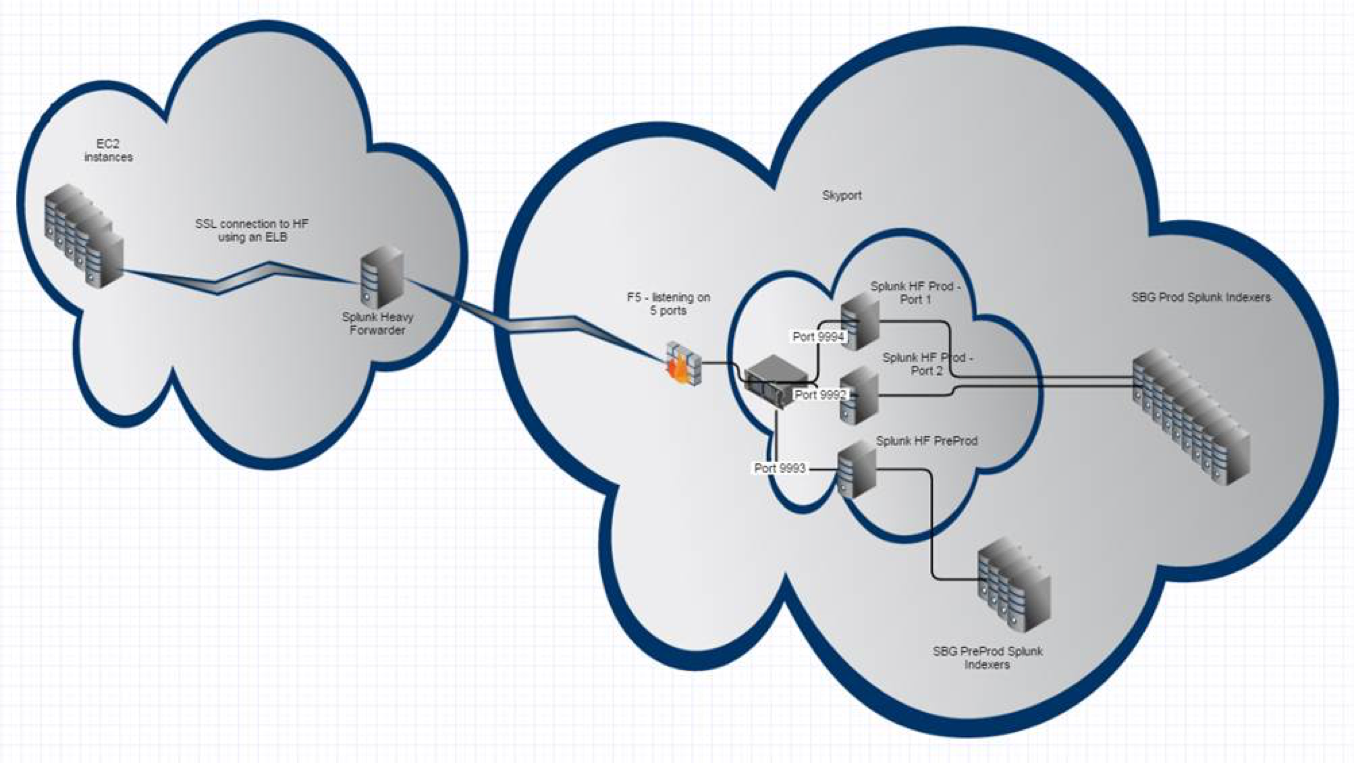 EC2
instances
SSL connection to HF
using an ELB
Splunk Heavy
Forwarder
Skyport
F5 - listening on
5 ports
Splunk HF Prod -
Port 1
Port 9994
SBG Prod Splunk Indexers
Splunk HF Prod -
Port 2
Port 9992
Splunk HF PreProd
Port 9993
SBG PreProd Splunk
Indexers